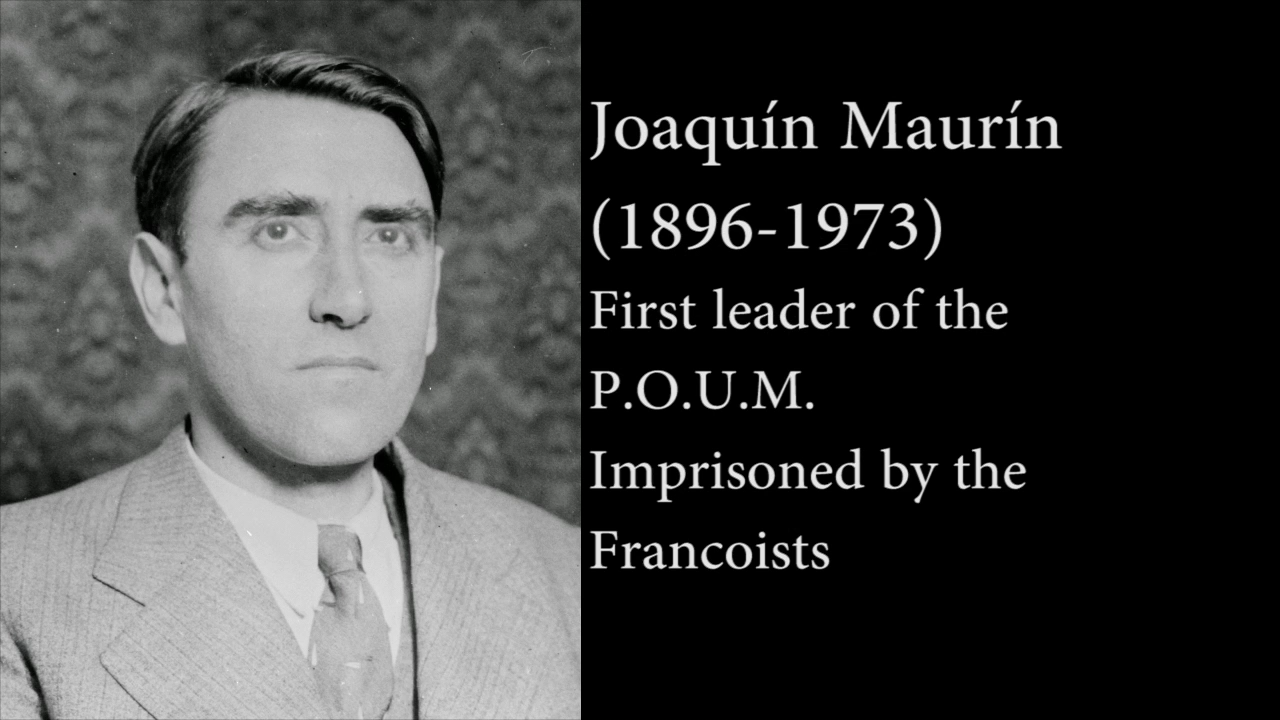 Joaquín Maurín
(1896-1973)
First leader of the
P.O.U.M.
Imprisoned by the
Francoists